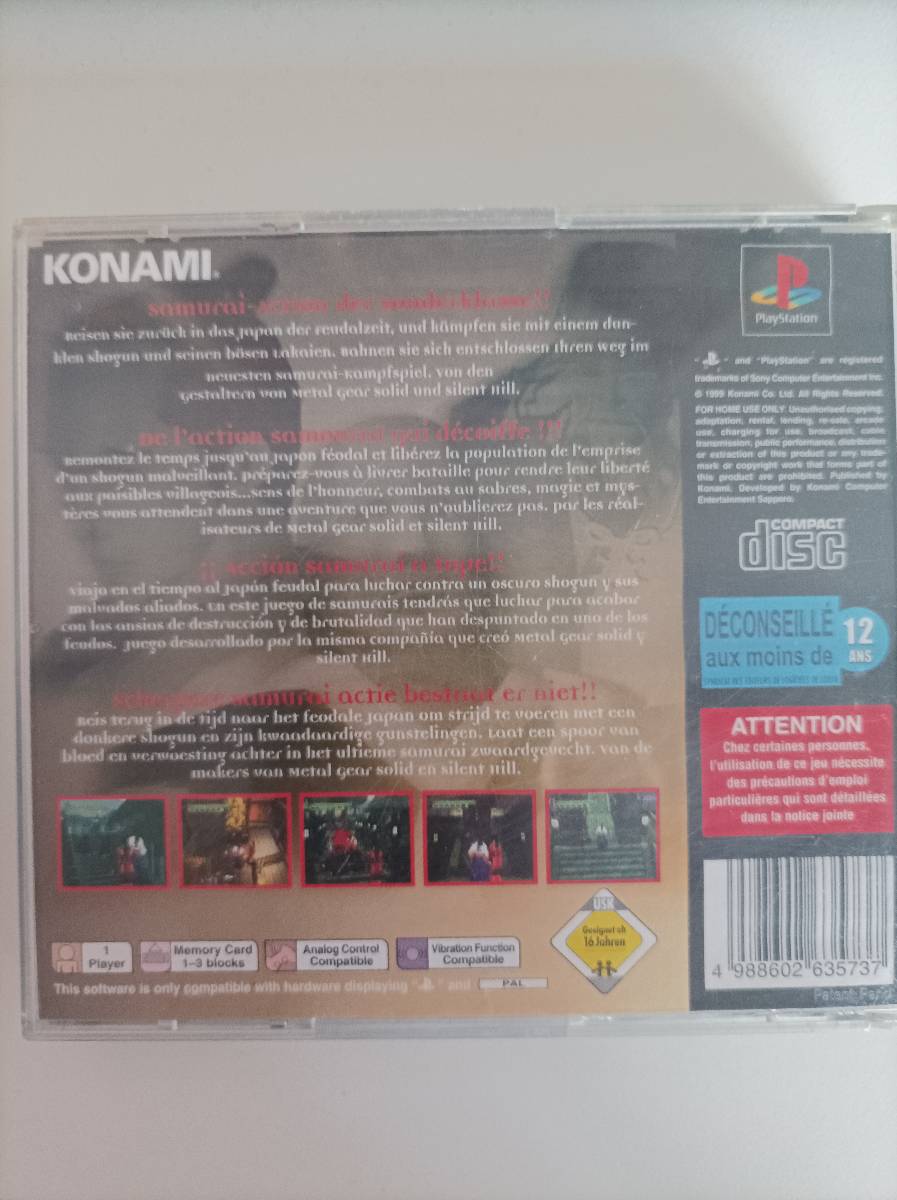 KONAMI®
samurai-action der sonderklasse!!
Reisen sie zurück in das Japan der Feudalzeit, und kämpfen sie mit einem dun-
klen Shogun und seinen bösen Lakaien. Bahnen sie sich entschlossen Ihren Weg im
neuesten Samurai-Kampfspiel, von den
Gestaltern von Metal Gear Solid und Silent Hill.
De l'action samouraï qui décoiffe !!!
Remontez le temps jusqu'au Japon féodal et libérez la population de l'emprise
d'un Shogun malveillant. Préparez-vous à livrer bataille pour rendre leur liberté
aux paisibles villageois...sens de l'honneur, combats au sabres, magie et mys-
tères vous attendent dans une aventure que vous n'oublierez pas. Par les réal-
isateurs de Metal Gear Solid et Silent Hill.
¡¡ Acción samurai a tope!!
Viaja en el tiempo al Japón feudal para luchar contra un oscuro Shogun y sus
malvados aliados. En este juego de samurais tendrás que luchar para acabar
con las ansias de destrucción y de brutalidad que han despuntado en uno de los
feudos. Juego desarrollado por la misma compañia que creó Metal Gear Solid y
Silent Hill.
Scherpere samurai actie bestaat er niet!!
Reis terug in de tijd naar het feodale Japan om strijd te voeren met een
donkere Shogun en zijn kwaadaardige gunstelingen. Laat een spoor van
bloed en verwoesting achter in het ultieme samurai zwaardgevecht. Van de
makers van Metal Gear Solid en Silent Hill.
1
Player
Memory Card
1–3 blocks
Analog Control
Compatible
Vibration Function
Compatible
USK
Geeignet ab
16 Jahren
This software is only compatible with hardware displaying " " and PAL
PlayStation
" " and "PlayStation" are registered
trademarks of Sony Computer Entertainment Inc.
© 1999 Konami Co. Ltd. All Rights Reserved.
FOR HOME USE ONLY: Unauthorised copying,
adaptation, rental, lending, re-sale, arcade
use, charging for use, broadcast, cable
transmission, public performance, distribution
or extraction of this product or any trade-
mark or copyright work that forms part of
this product are prohibited. Published by
Konami. Developed by Konami Computer
Entertainment Sapporo.
COMPACT
disc
DÉCONSEILLÉ
aux moins de
12
ANS
SYNDICAT DES EDITEURS DE LOGICIELS DE LOISIRS
ATTENTION
Chez certaines personnes,
l'utilisation de ce jeu nécessite
des précautions d'emploi
particulières qui sont détaillées
dans la notice jointe
4 988602 635737